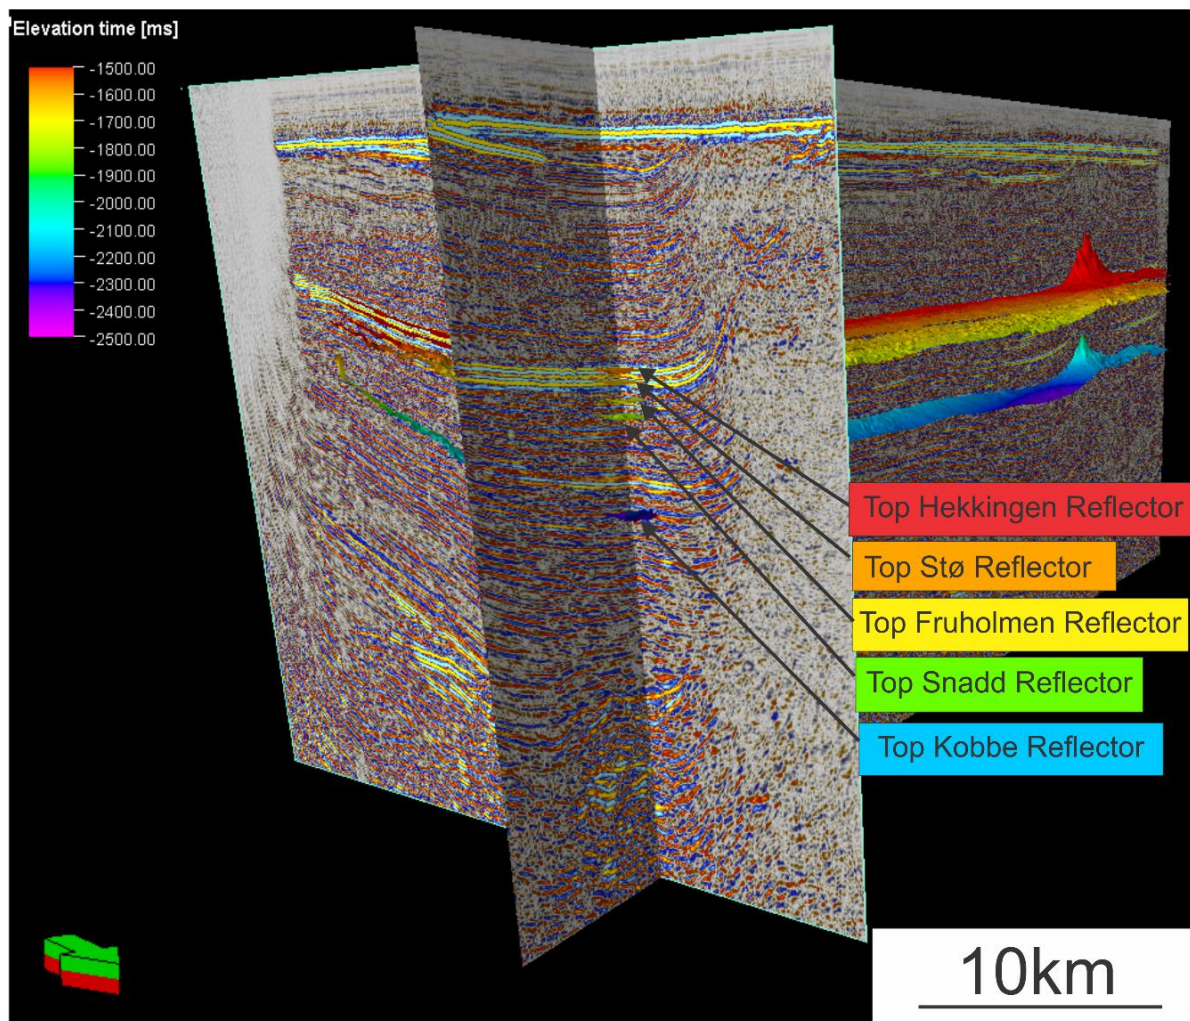 Elevation time [ms]
-1500.00
-1600.00
-1700.00
-1800.00
-1900.00
-2000.00
-2100.00
-2300.00
-2400.00
-2500.00
Top Hekkingen Reflector
Top Stø Reflector
Top Fruholmen Reflector
Top Snadd Reflector
Top Kobbe Reflector
10km